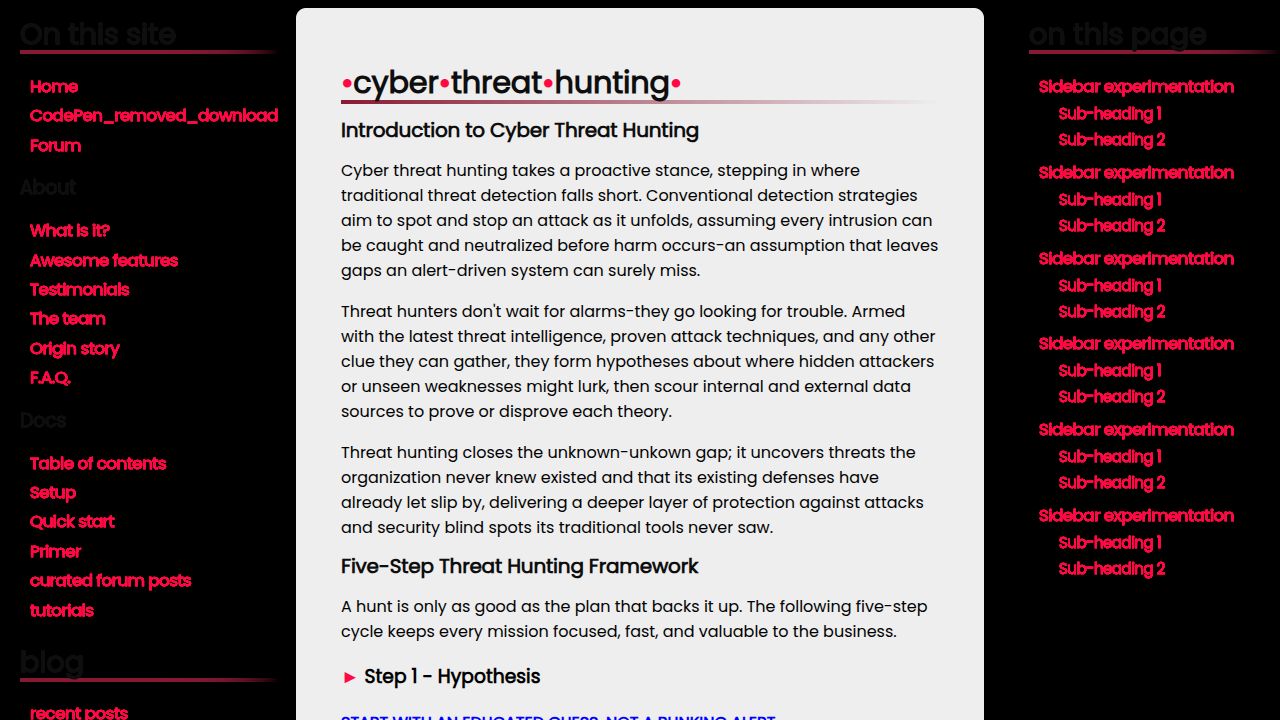 On this site
Home
CodePen_removed_download
Forum
About
What is it?
Awesome features
Testimonials
The team
Origin story
F.A.Q.
Docs
Table of contents
Setup
Quick start
Primer
curated forum posts
tutorials
blog
recent posts
•cyber•threat•hunting•
Introduction to Cyber Threat Hunting
Cyber threat hunting takes a proactive stance, stepping in where
traditional threat detection falls short. Conventional detection strategies
aim to spot and stop an attack as it unfolds, assuming every intrusion can
be caught and neutralized before harm occurs–an assumption that leaves
gaps an alert-driven system can surely miss.
Threat hunters don't wait for alarms–they go looking for trouble. Armed
with the latest threat intelligence, proven attack techniques, and any other
clue they can gather, they form hypotheses about where hidden attackers
or unseen weaknesses might lurk, then scour internal and external data
sources to prove or disprove each theory.
Threat hunting closes the unknown-unkown gap; it uncovers threats the
organization never knew existed and that its existing defenses have
already let slip by, delivering a deeper layer of protection against attacks
and security blind spots its traditional tools never saw.
Five-Step Threat Hunting Framework
A hunt is only as good as the plan that backs it up. The following five-step
cycle keeps every mission focused, fast, and valuable to the business.
► Step 1 - Hypothesis
on this page
Sidebar experimentation
Sub-heading 1
Sub-heading 2
Sidebar experimentation
Sub-heading 1
Sub-heading 2
Sidebar experimentation
Sub-heading 1
Sub-heading 2
Sidebar experimentation
Sub-heading 1
Sub-heading 2
Sidebar experimentation
Sub-heading 1
Sub-heading 2
Sidebar experimentation
Sub-heading 1
Sub-heading 2